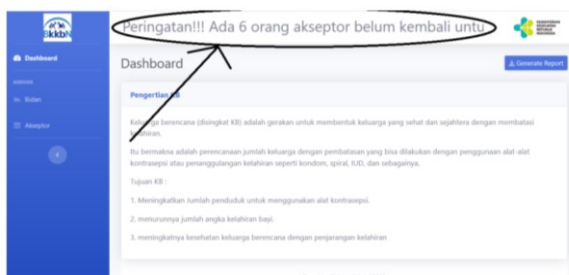 BkkbN
Peringatan!!! Ada 6 orang akseptor belum kembali untu
KEMENTERIAN
KESEHATAN
REPUBLIK
INDONESIA
Dashboard
Dashboard
Generate Report
Bidan
Akseptor
Pengertian KB
Keluarga berencana (disingkat KB) adalah gerakan untuk membentuk keluarga yang sehat dan sejahtera dengan membatasi
kelahiran.
Itu bermakna adalah perencanaan jumlah keluarga dengan pembatasan yang bisa dilakukan dengan penggunaan alat-alat
kontrasepsi atau penanggulangan kelahiran seperti kondom, spiral, IUD, dan sebagainya.
Tujuan KB :
1. Meningkatkan Jumlah penduduk untuk menggunakan alat kontrasepsi.
2. menurunnya jumlah angka kelahiran bayi.
3. meningkatnya kesehatan keluarga berencana dengan penjarangan kelahiran